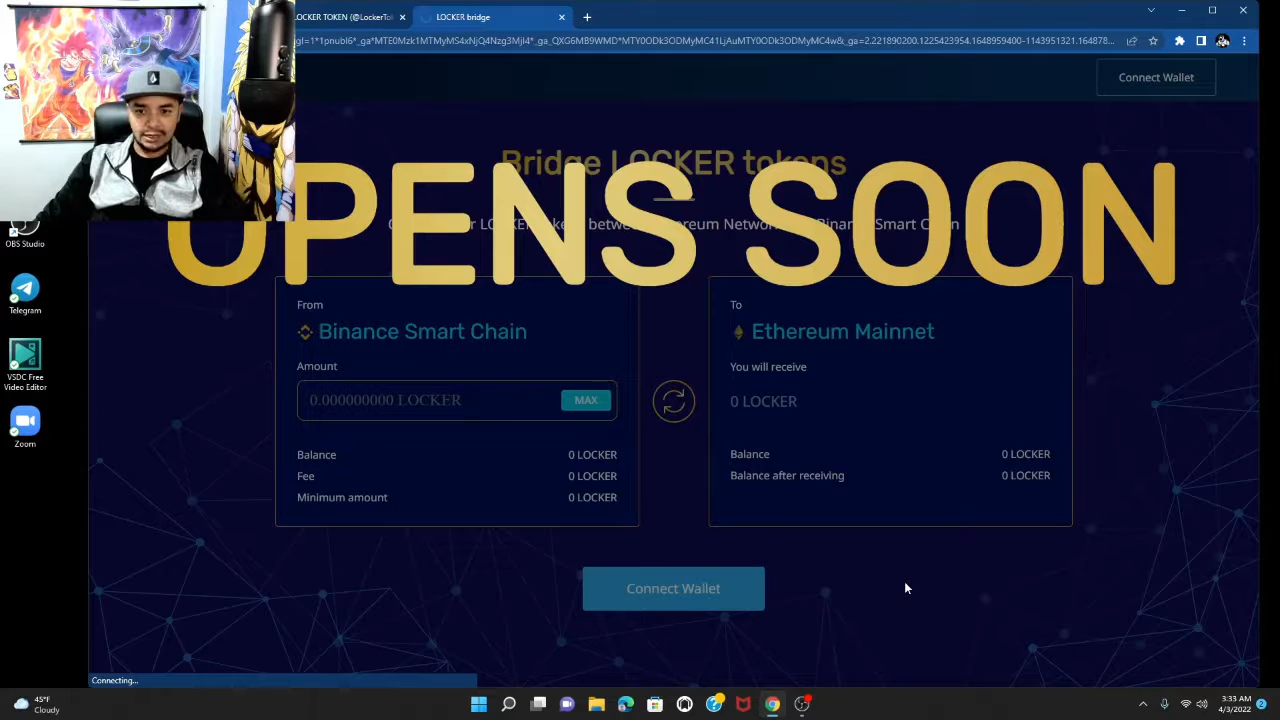 LOCKER TOKEN (@LockerTo
LOCKER bridge
Connect Wallet
Bridge LOCKER tokens
OPENS SOON
From
Binance Smart Chain
Amount
0.000000000 LOCKER
MAX
Balance
0 LOCKER
Fee
0 LOCKER
Minimum amount
0 LOCKER
To
Ethereum Mainnet
You will receive
0 LOCKER
Balance
0 LOCKER
Balance after receiving
0 LOCKER
Connect Wallet
OBS Studio
Telegram
VSDC Free
Video Editor
Zoom
Connecting...
45°F
Cloudy
3:33 AM
4/3/2022
2